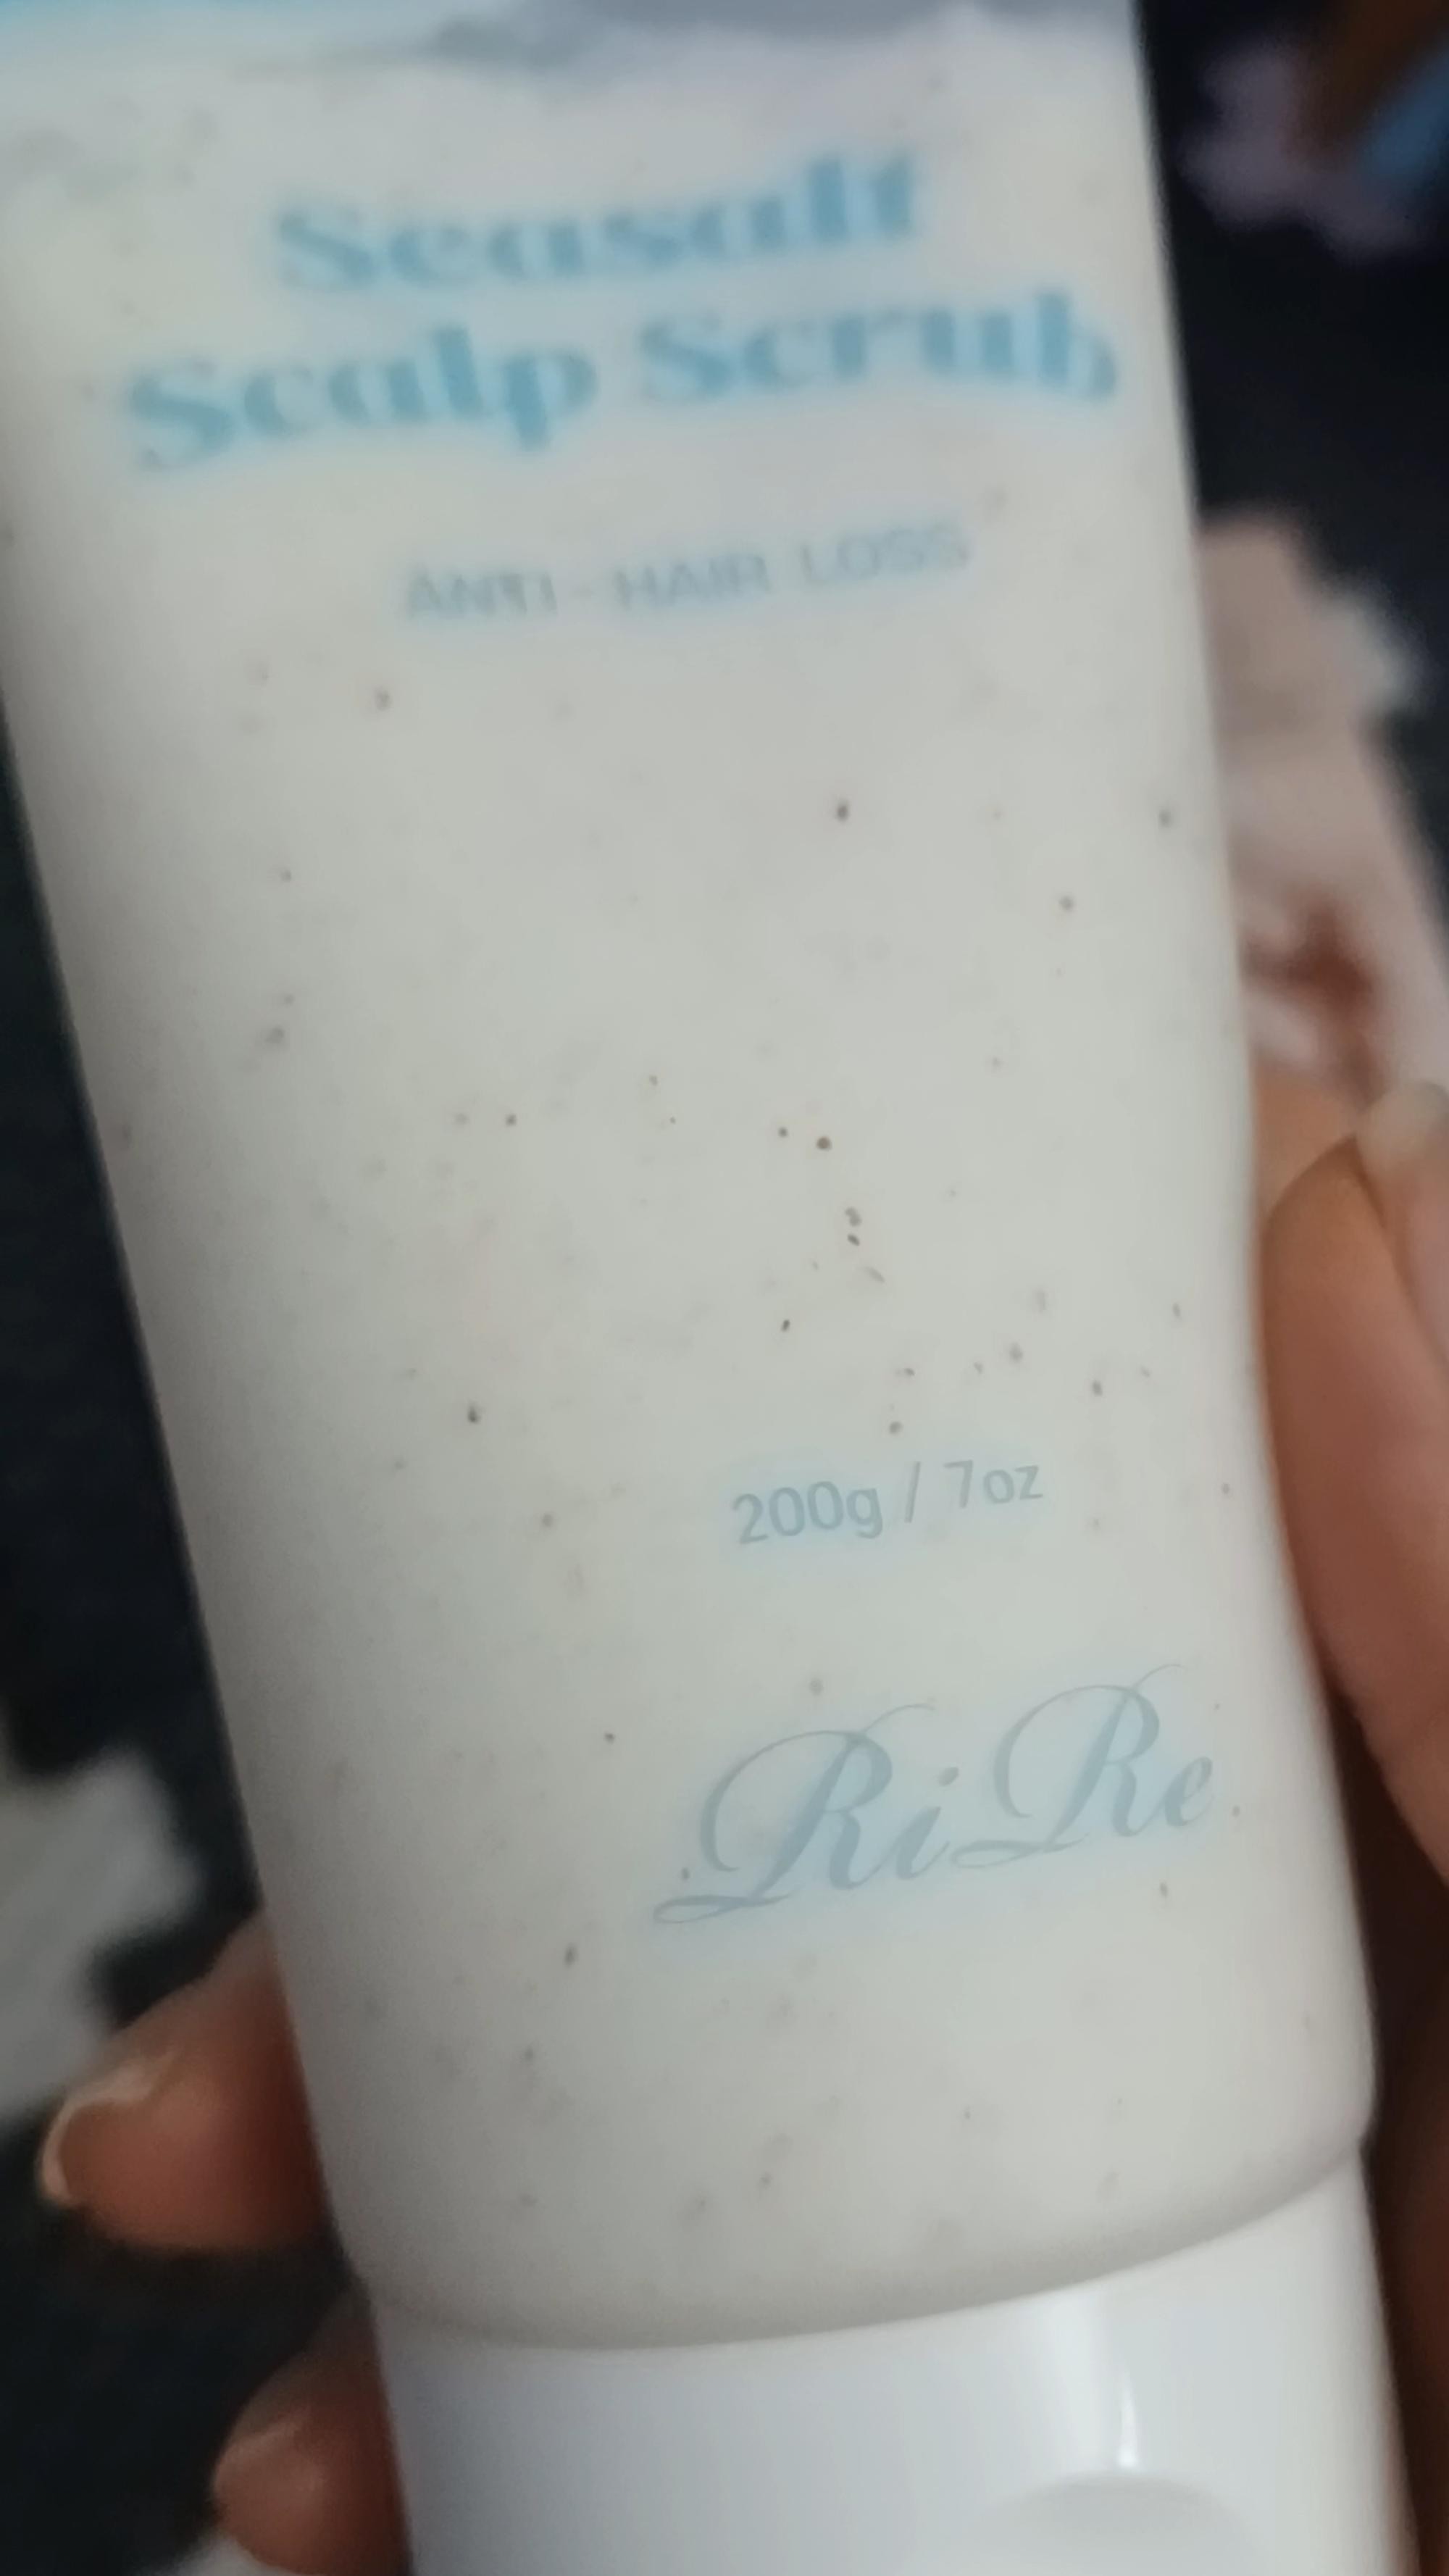 Seasalt
Scalp Scrub
ANTI-HAIR LOSS
200g / 7oz
RiRe